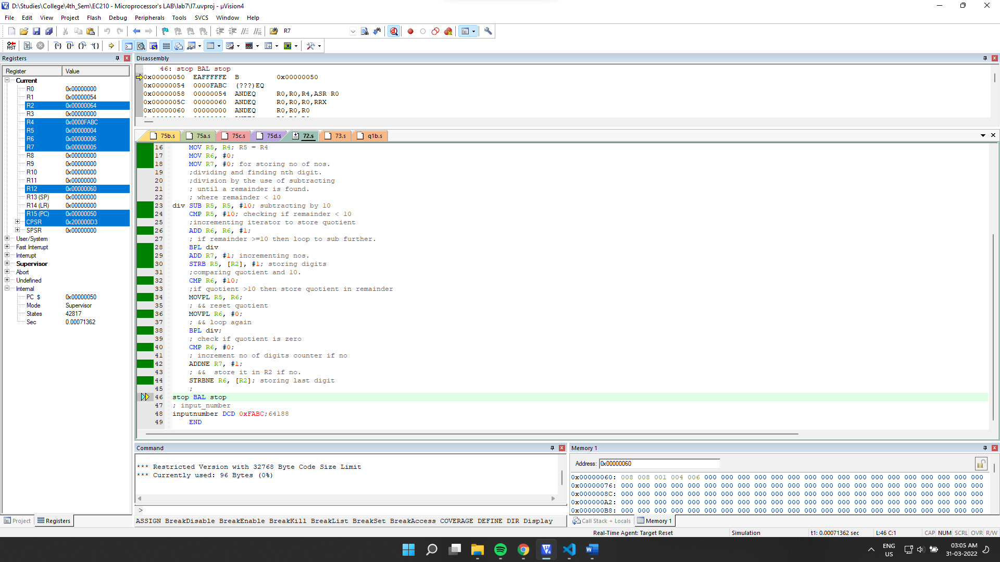 D:\Studies\College\4th_Sem\EC210 - Microprocessor's LAB\lab7\l7.uvproj - µVision4
File Edit View Project Flash Debug Peripherals Tools SVCS Window Help
R7
RST
Registers
Register Value
Current
R0 0x00000000
R1 0x00000054
R2 0x00000064
R3 0x00000000
R4 0x0000FABC
R5 0x00000004
R6 0x00000006
R7 0x00000005
R8 0x00000000
R9 0x00000000
R10 0x00000000
R11 0x00000000
R12 0x00000060
R13 (SP) 0x00000000
R14 (LR) 0x00000000
R15 (PC) 0x00000050
CPSR 0x200000D3
SPSR 0x00000000
User/System
Fast Interrupt
Interrupt
Supervisor
Abort
Undefined
Internal
PC $ 0x00000050
Mode Supervisor
States 42817
Sec 0.00071362
Project Registers
Disassembly
46: stop BAL stop
0x00000050 EAFFFFFE B 0x00000050
0x00000054 0000FABC (???)EQ
0x00000058 00000054 ANDEQ R0,R0,R4,ASR R0
0x0000005C 00000060 ANDEQ R0,R0,R0,RRX
0x00000060 00000000 ANDEQ R0,R0,R0
75b.s 75a.s 75c.s 75d.s 72.s 73.s q1b.s
16 MOV R5, R4; R5 = R4
17 MOV R6, #0;
18 MOV R7, #0; for storing no of nos.
19 ;dividing and finding nth digit.
20 ;division by the use of subtracting
21 ; until a remainder is found.
22 ; where remainder < 10
23 div SUB R5, R5, #10; subtracting by 10
24 CMP R5, #10; checking if remainder < 10
25 ;incrementing iterator to store quotient
26 ADD R6, R6, #1;
27 ; if remainder >=10 then loop to sub further.
28 BPL div
29 ADD R7, #1; incrementing nos.
30 STRB R5, [R2], #1; storing digits
31 ;comparing quotient and 10.
32 CMP R6, #10;
33 ;if quotient >10 then store quotient in remainder
34 MOVPL R5, R6;
35 ; && reset quotient
36 MOVPL R6, #0;
37 ; && loop again
38 BPL div;
39 ; check if quotient is zero
40 CMP R6, #0;
41 ; increment no of digits counter if no
42 ADDNE R7, #1;
43 ; && store it in R2 if no.
44 STRBNE R6, [R2]; storing last digit
45 ;
46 stop BAL stop
47 ; input_number
48 inputnumber DCD 0xFABC;64188
49 END
Command
*** Restricted Version with 32768 Byte Code Size Limit
*** Currently used: 96 Bytes (0%)
>
ASSIGN BreakDisable BreakEnable BreakKill BreakList BreakSet BreakAccess COVERAGE DEFINE DIR Display
Memory 1
Address: 0x00000060
0x00000060: 008 008 001 004 006 000 000 000 000 000 000 000 000 000 000 000 000 000 000 000 000 000
0x00000076: 000 000 000 000 000 000 000 000 000 000 000 000 000 000 000 000 000 000 000 000 000 000
0x0000008C: 000 000 000 000 000 000 000 000 000 000 000 000 000 000 000 000 000 000 000 000 000 000
0x000000A2: 000 000 000 000 000 000 000 000 000 000 000 000 000 000 000 000 000 000 000 000 000 000
0x000000B8: 000 000 000 000 000 000 000 000 000 000 000 000 000 000 000 000 000 000 000 000 000 000
Call Stack + Locals Memory 1
Real-Time Agent: Target Reset Simulation t1: 0.00071362 sec L:46 C:1 CAP NUM SCRL OVR R/W
ENG
US
03:05 AM
31-03-2022